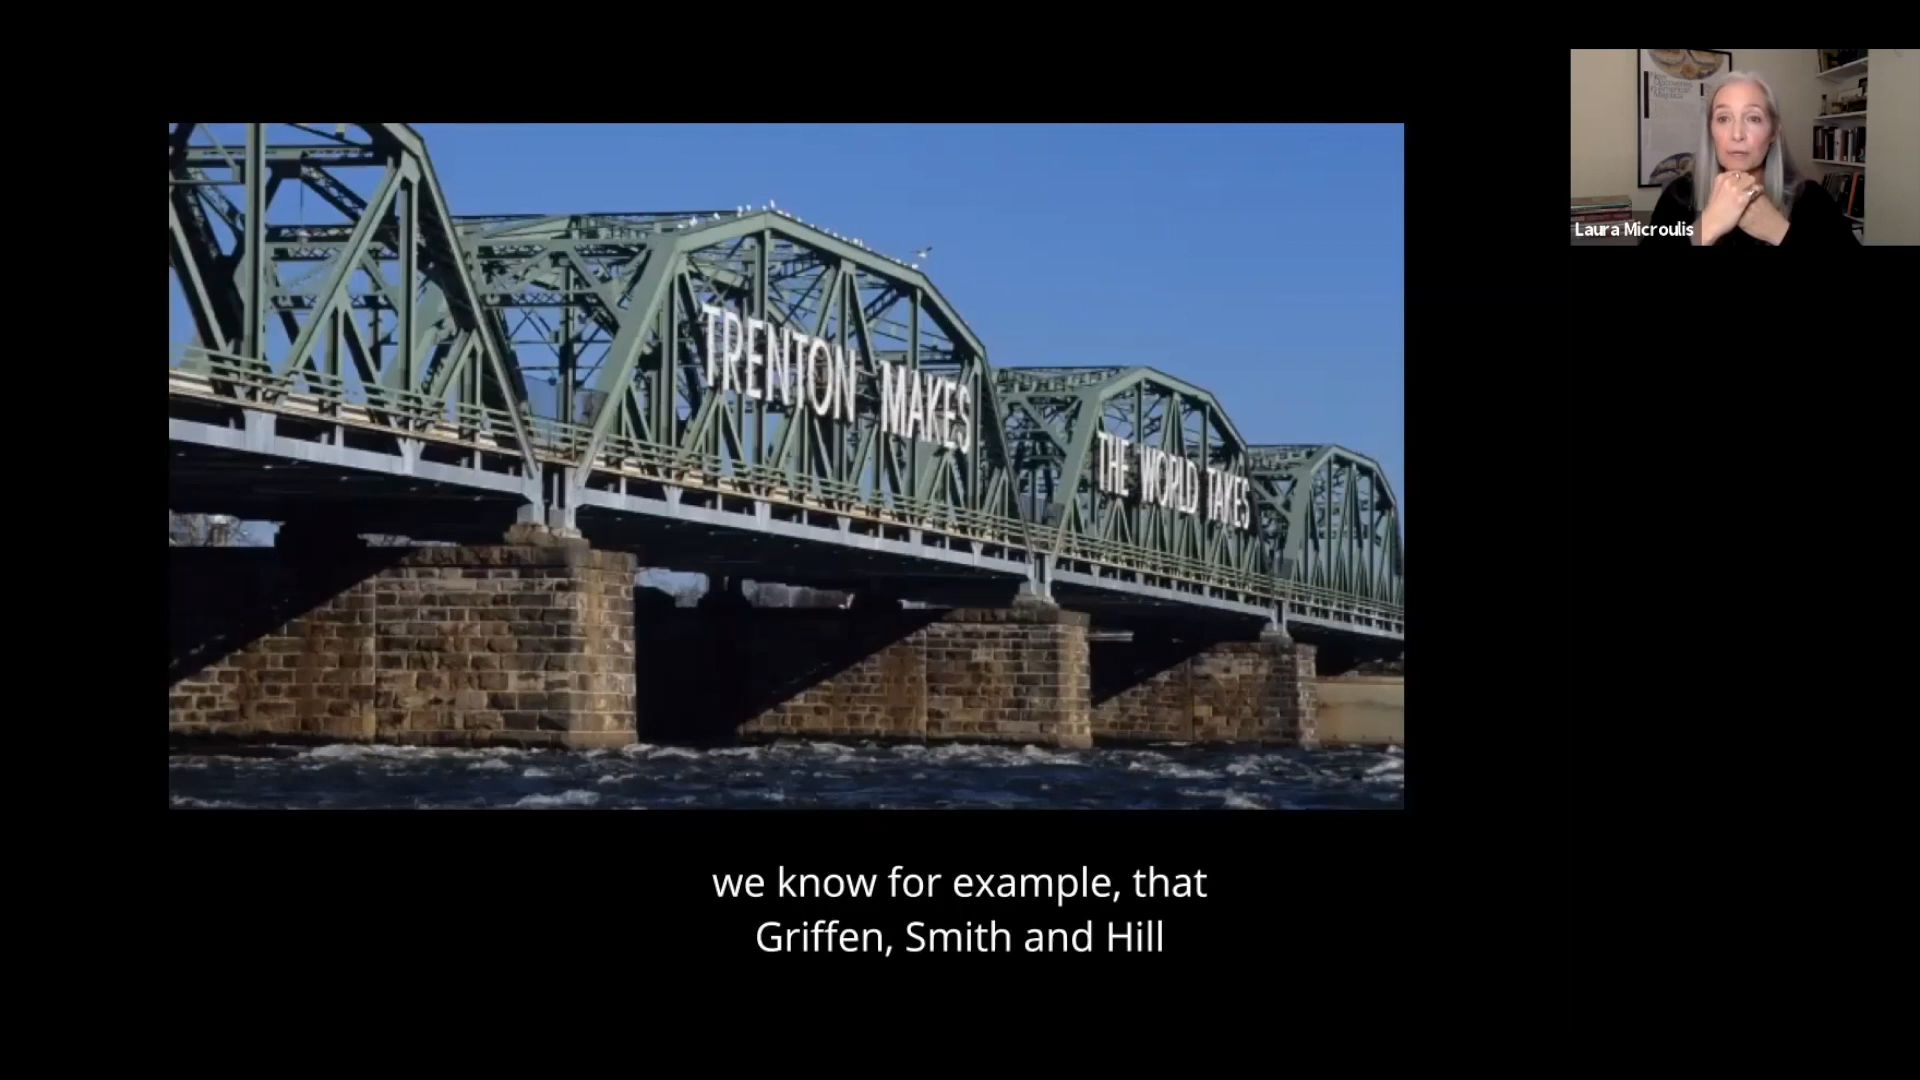 TRENTON MAKES
THE WORLD TAKES
Laura Microulis
we know for example, that
Griffen, Smith and Hill